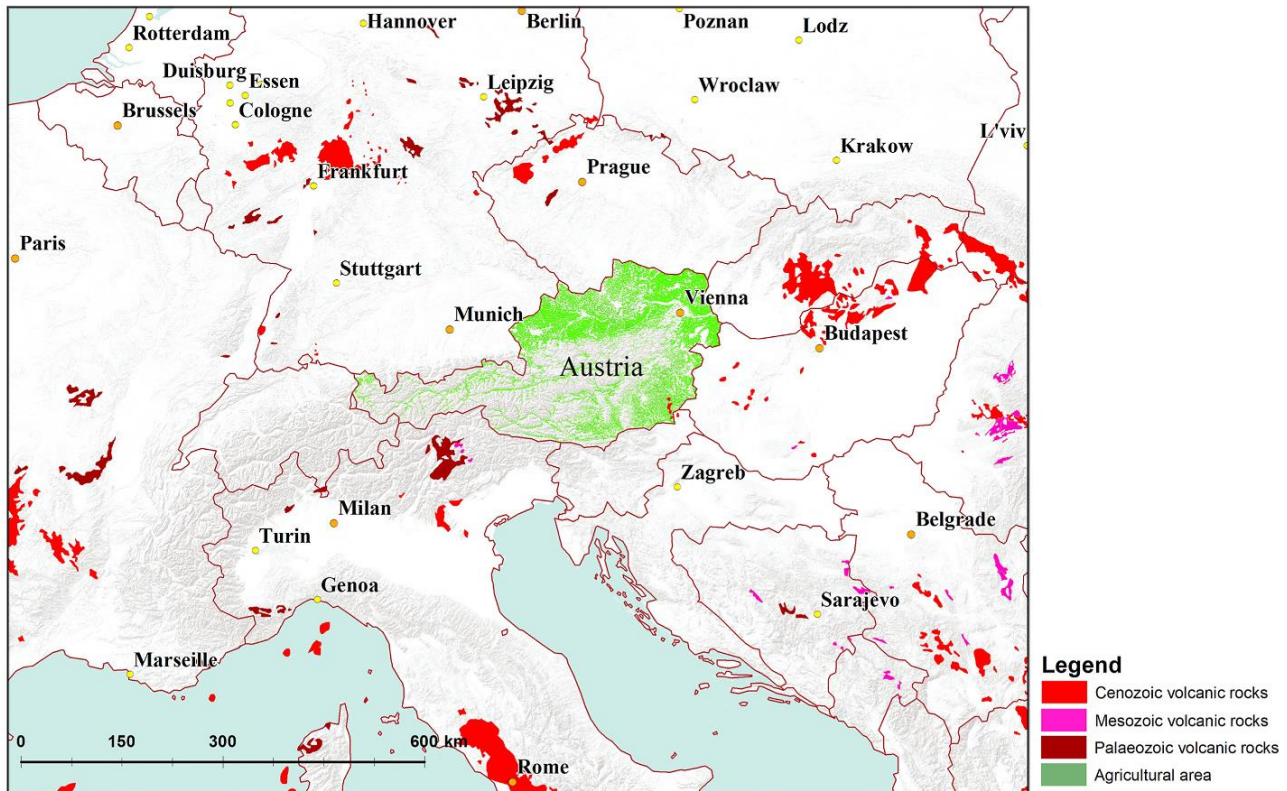 Hannover
Berlin
Poznan
Lodz
Rotterdam
Duisburg
Essen
Leipzig
Wroclaw
Brussels
Cologne
L'viv
Krakow
Frankfurt
Prague
Paris
Stuttgart
Vienna
Munich
Budapest
Austria
Zagreb
Milan
Belgrade
Turin
Genoa
Sarajevo
Marseille
Legend
Cenozoic volcanic rocks
Mesozoic volcanic rocks
Palaeozoic volcanic rocks
Agricultural area
0 150 300 600 km
Rome